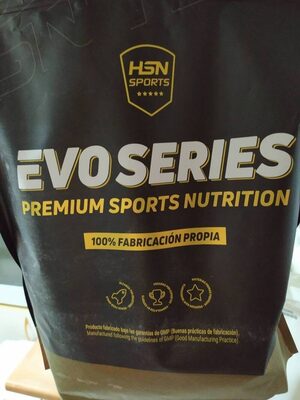 HSN
SPORTS
EVOSERIES
PREMIUM SPORTS NUTRITION
100% FABRICACIÓN PROPIA
Producto fabricado bajo las garantías de GMP (Buenas prácticas de fabricación).
Manufactured following the guidelines of GMP (Good Manufacturing Practice)